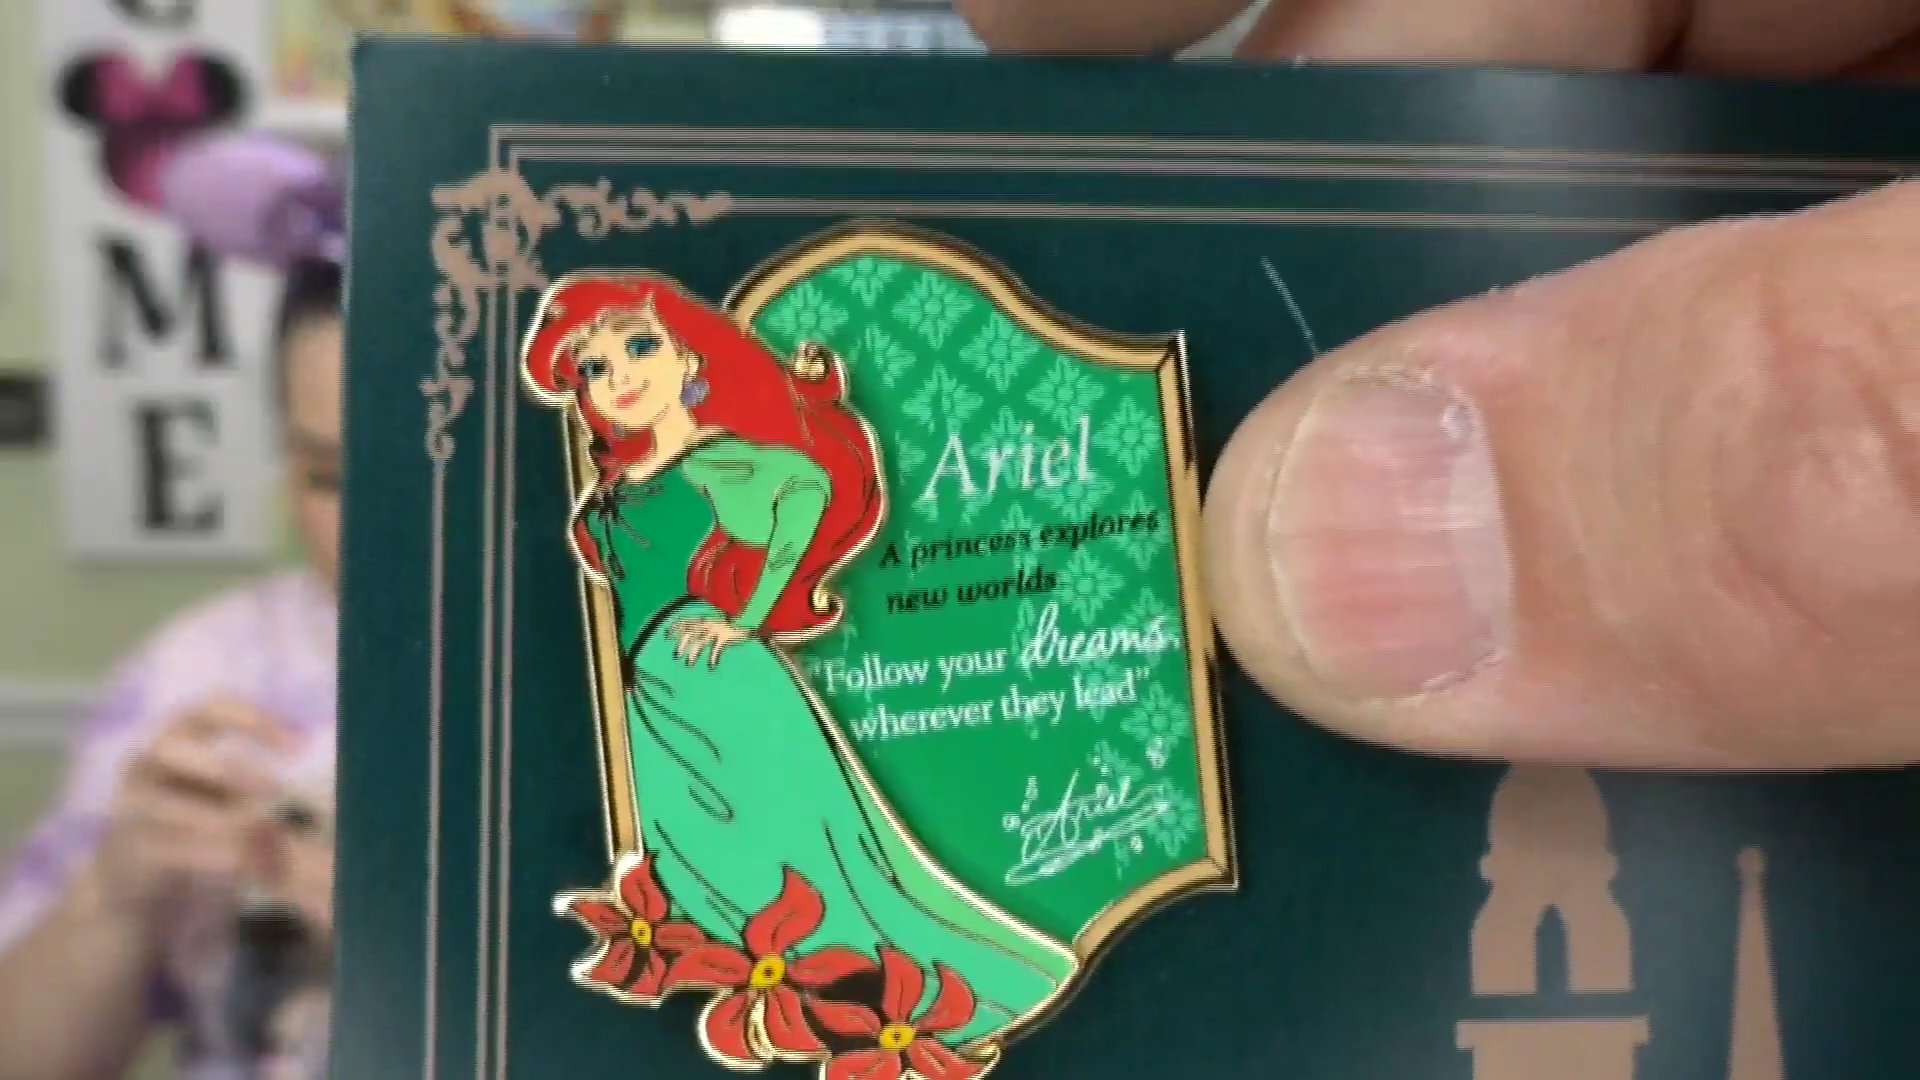 C
M
E
Ariel
A princess explores
new worlds
"Follow your dreams,
wherever they lead"
Ariel